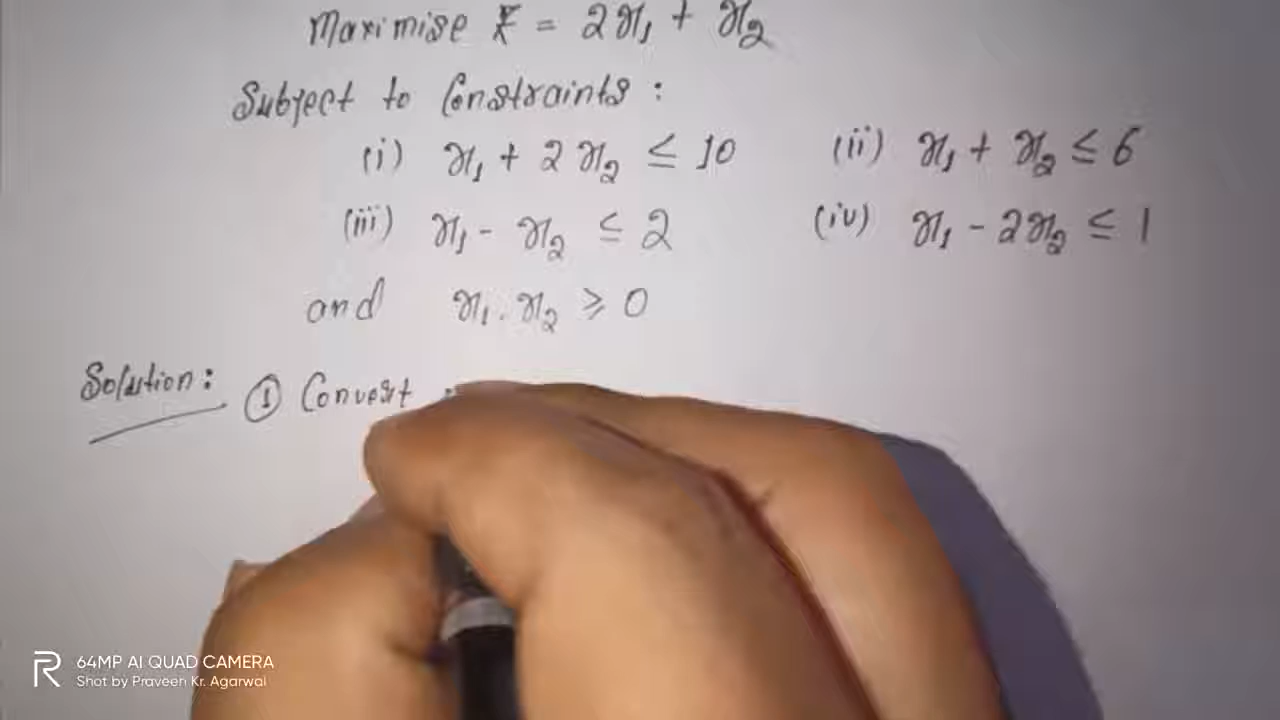 Maximise Z = 2x₁ + x₂
Subject to Constraints :
(i) x₁ + 2x₂ ≤ 10 (ii) x₁ + x₂ ≤ 6
(iii) x₁ - x₂ ≤ 2 (iv) x₁ - 2x₂ ≤ 1
and x₁. x₂ ≥ 0
Solution: ① Convert
64MP AI QUAD CAMERA
Shot by Praveen Kr. Agarwal